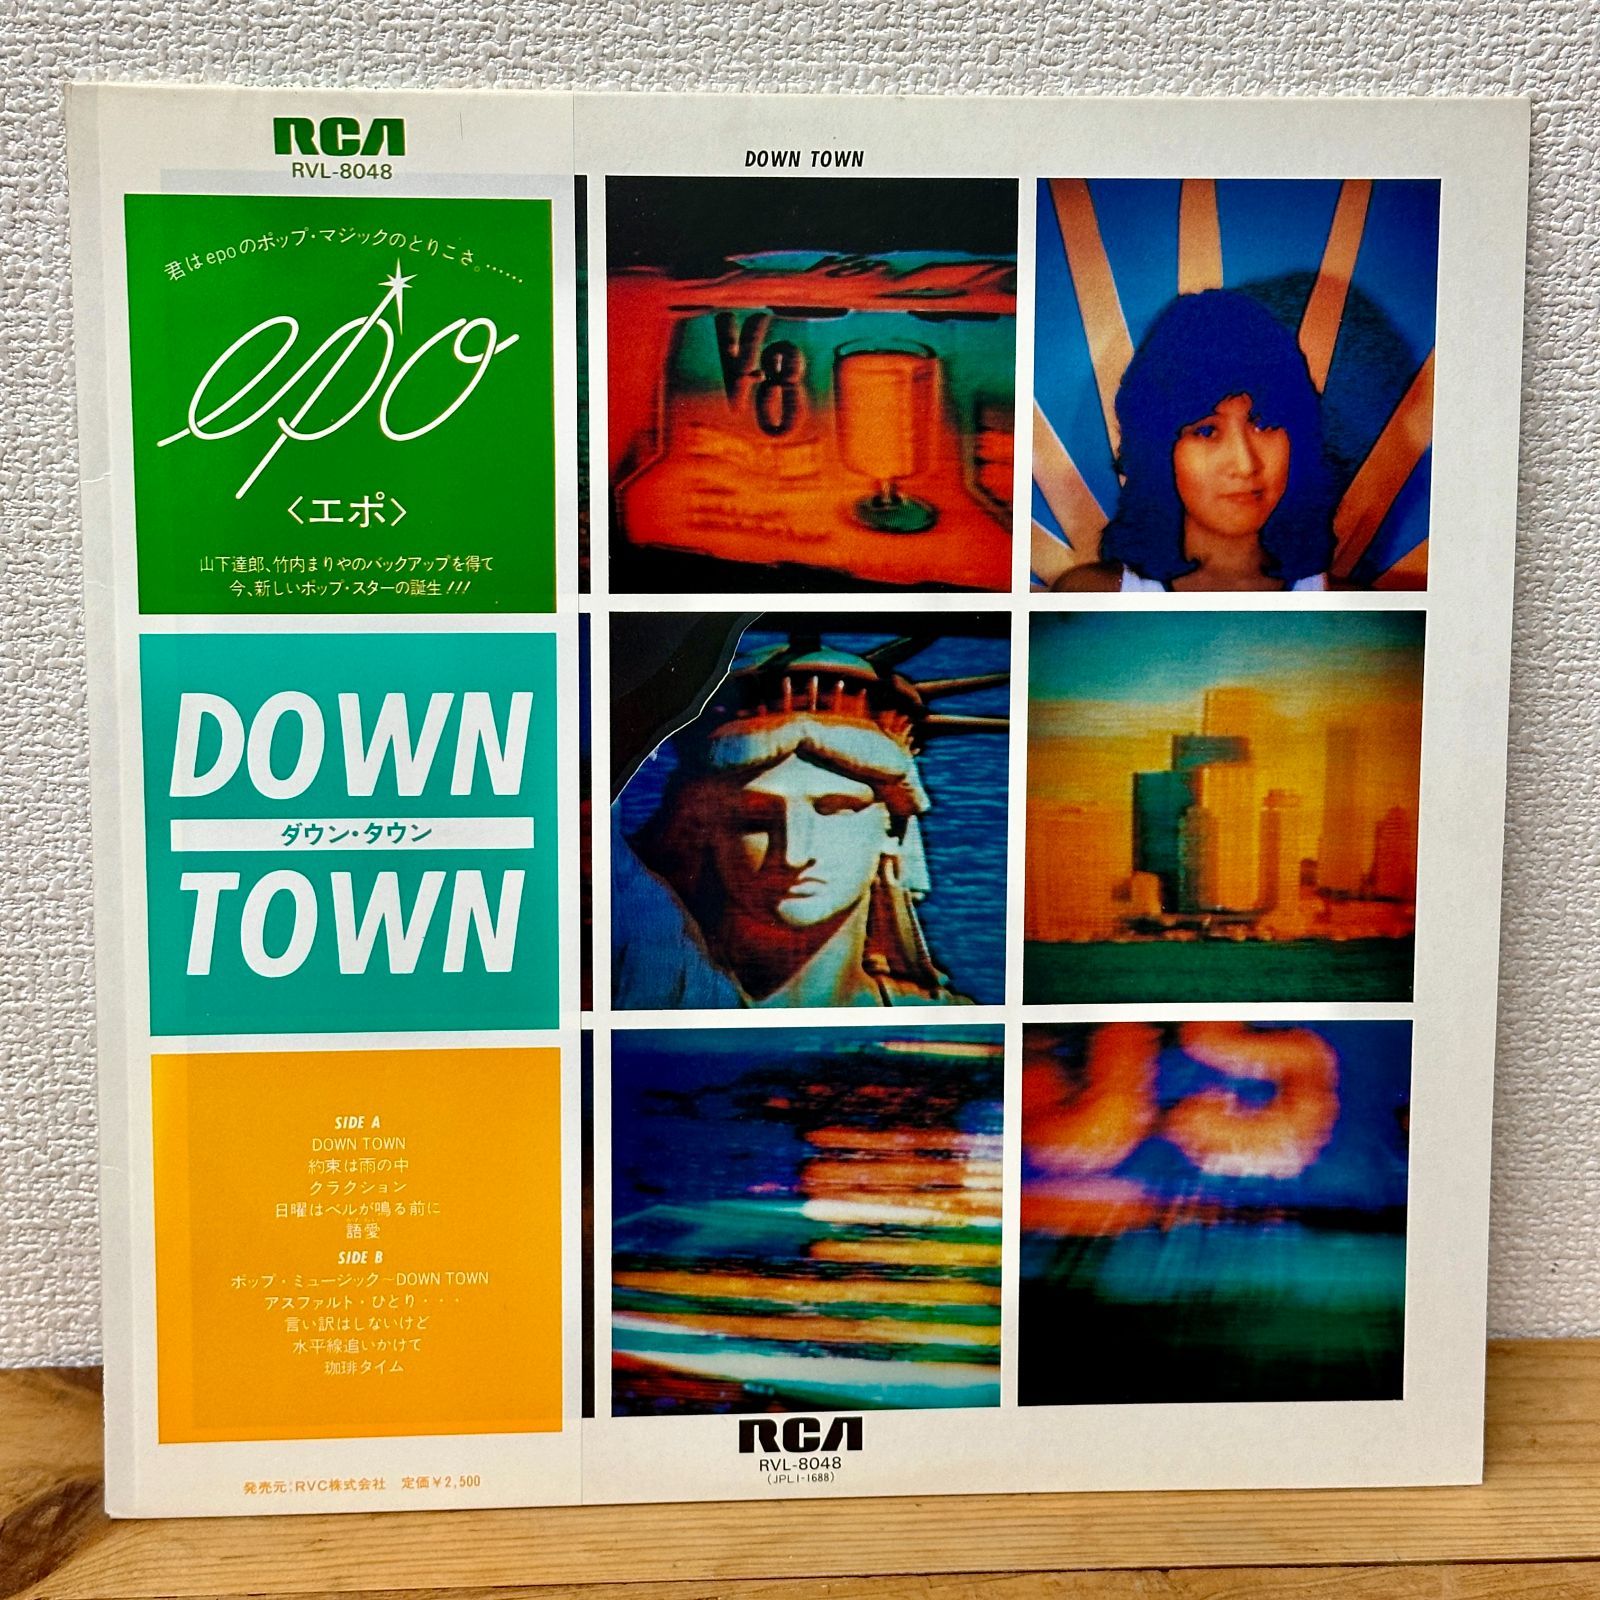 RCA
RVL-8048
君はepoのポップ・マジックのとりこさ。……
epo
〈エポ〉
山下達郎、竹内まりやのバックアップを得て
今、新しいポップ・スターの誕生!!!
DOWN
ダウン・タウン
TOWN
SIDE A
DOWN TOWN
約束は雨の中
クラクション
日曜はベルが鳴る前に
語愛
SIDE B
ポップ・ミュージック~DOWN TOWN
アスファルト・ひとり・・・
言い訳はしないけど
水平線追いかけて
珈琲タイム
発売元:RVC株式会社 定価¥2,500
DOWN TOWN
V8
RCA
RVL-8048
(JPL1-1688)